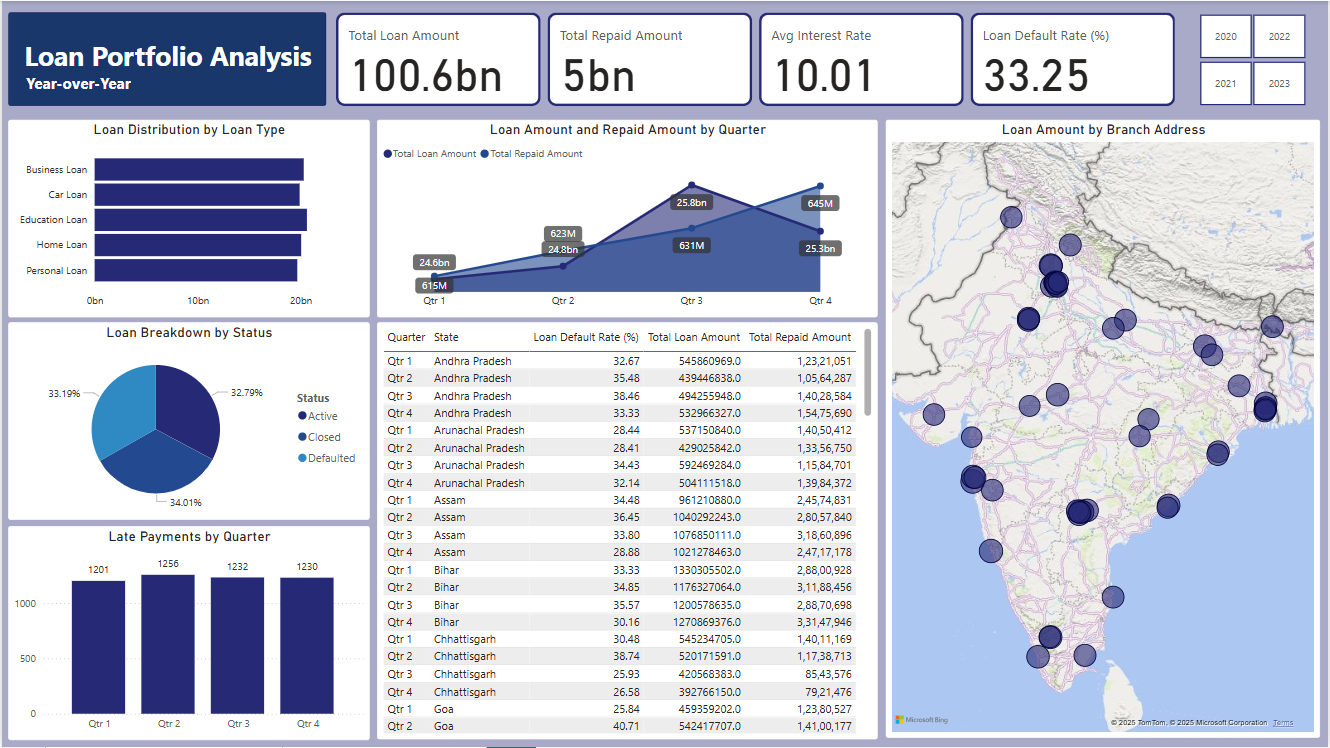 Loan Portfolio Analysis
Year-over-Year
Total Loan Amount
100.6bn
Total Repaid Amount
5bn
Avg Interest Rate
10.01
Loan Default Rate (%)
33.25
2020 2022
2021 2023
Loan Distribution by Loan Type
Business Loan
Car Loan
Education Loan
Home Loan
Personal Loan
0bn 10bn 20bn
Loan Breakdown by Status
33.19%
32.79%
34.01%
Status
Active
Closed
Defaulted
Late Payments by Quarter
1201 1256 1232 1230
1000
500
0
Qtr 1 Qtr 2 Qtr 3 Qtr 4
Loan Amount and Repaid Amount by Quarter
Total Loan Amount Total Repaid Amount
24.6bn
615M
623M
24.8bn
25.8bn
631M
645M
25.3bn
Qtr 1 Qtr 2 Qtr 3 Qtr 4
Quarter State Loan Default Rate (%) Total Loan Amount Total Repaid Amount
Qtr 1 Andhra Pradesh 32.67 545860969.0 1,23,21,051
Qtr 2 Andhra Pradesh 35.48 439446838.0 1,05,64,287
Qtr 3 Andhra Pradesh 38.46 494255948.0 1,40,28,584
Qtr 4 Andhra Pradesh 33.33 532966327.0 1,54,75,690
Qtr 1 Arunachal Pradesh 28.44 537150840.0 1,40,50,412
Qtr 2 Arunachal Pradesh 28.41 429025842.0 1,33,56,750
Qtr 3 Arunachal Pradesh 34.43 592469284.0 1,15,84,701
Qtr 4 Arunachal Pradesh 32.14 504111518.0 1,39,84,372
Qtr 1 Assam 34.48 961210880.0 2,45,74,831
Qtr 2 Assam 36.45 1040292243.0 2,80,57,840
Qtr 3 Assam 33.80 1076850111.0 3,18,60,896
Qtr 4 Assam 28.88 1021278463.0 2,47,17,178
Qtr 1 Bihar 33.33 1330305502.0 2,88,00,928
Qtr 2 Bihar 34.85 1176327064.0 3,11,88,456
Qtr 3 Bihar 35.57 1200578635.0 2,88,70,698
Qtr 4 Bihar 30.16 1270869376.0 3,31,47,946
Qtr 1 Chhattisgarh 30.48 545234705.0 1,40,11,169
Qtr 2 Chhattisgarh 38.74 520171591.0 1,17,38,713
Qtr 3 Chhattisgarh 25.93 420568383.0 85,43,576
Qtr 4 Chhattisgarh 26.58 392766150.0 79,21,476
Qtr 1 Goa 25.84 459359202.0 1,23,80,527
Qtr 2 Goa 40.71 542417707.0 1,41,00,177
Loan Amount by Branch Address
Microsoft Bing
© 2025 TomTom, © 2025 Microsoft Corporation Terms